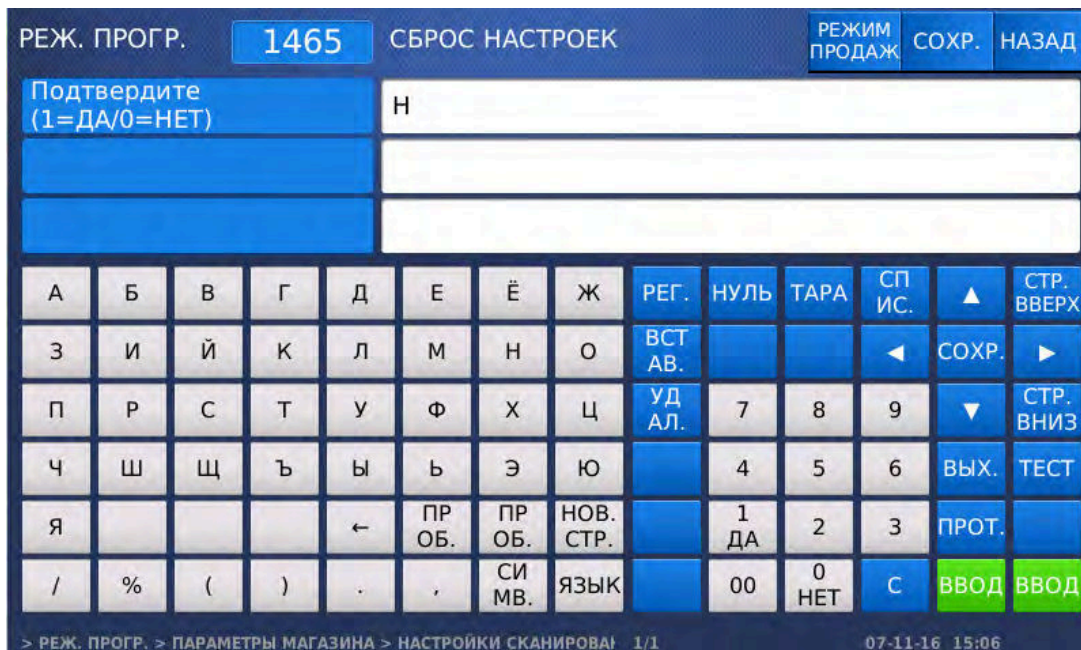 РЕЖ. ПРОГР. 1465 СБРОС НАСТРОЕК РЕЖИМ ПРОДАЖ СОХР. НАЗАД
Подтвердите
(1=ДА/0=НЕТ) Н
А Б В Г Д Е Ё Ж РЕГ. НУЛЬ ТАРА СП ИС. ▲ СТР. ВВЕРХ
З И Й К Л М Н О ВСТ АВ. ◀ СОХР. ▶
П Р С Т У Ф Х Ц УД АЛ. 7 8 9 ▼ СТР. ВНИЗ
Ч Ш Щ Ъ Ы Ь Э Ю 4 5 6 ВЫХ. ТЕСТ
Я ← ПР ОБ. ПР ОБ. НОВ. СТР. 1 ДА 2 3 ПРОТ.
/ % ( ) . , СИ МВ. ЯЗЫК 00 0 НЕТ С ВВОД ВВОД
> РЕЖ. ПРОГР. > ПАРАМЕТРЫ МАГАЗИНА > НАСТРОЙКИ СКАНИРОВАН 1/1 07-11-16 15:06